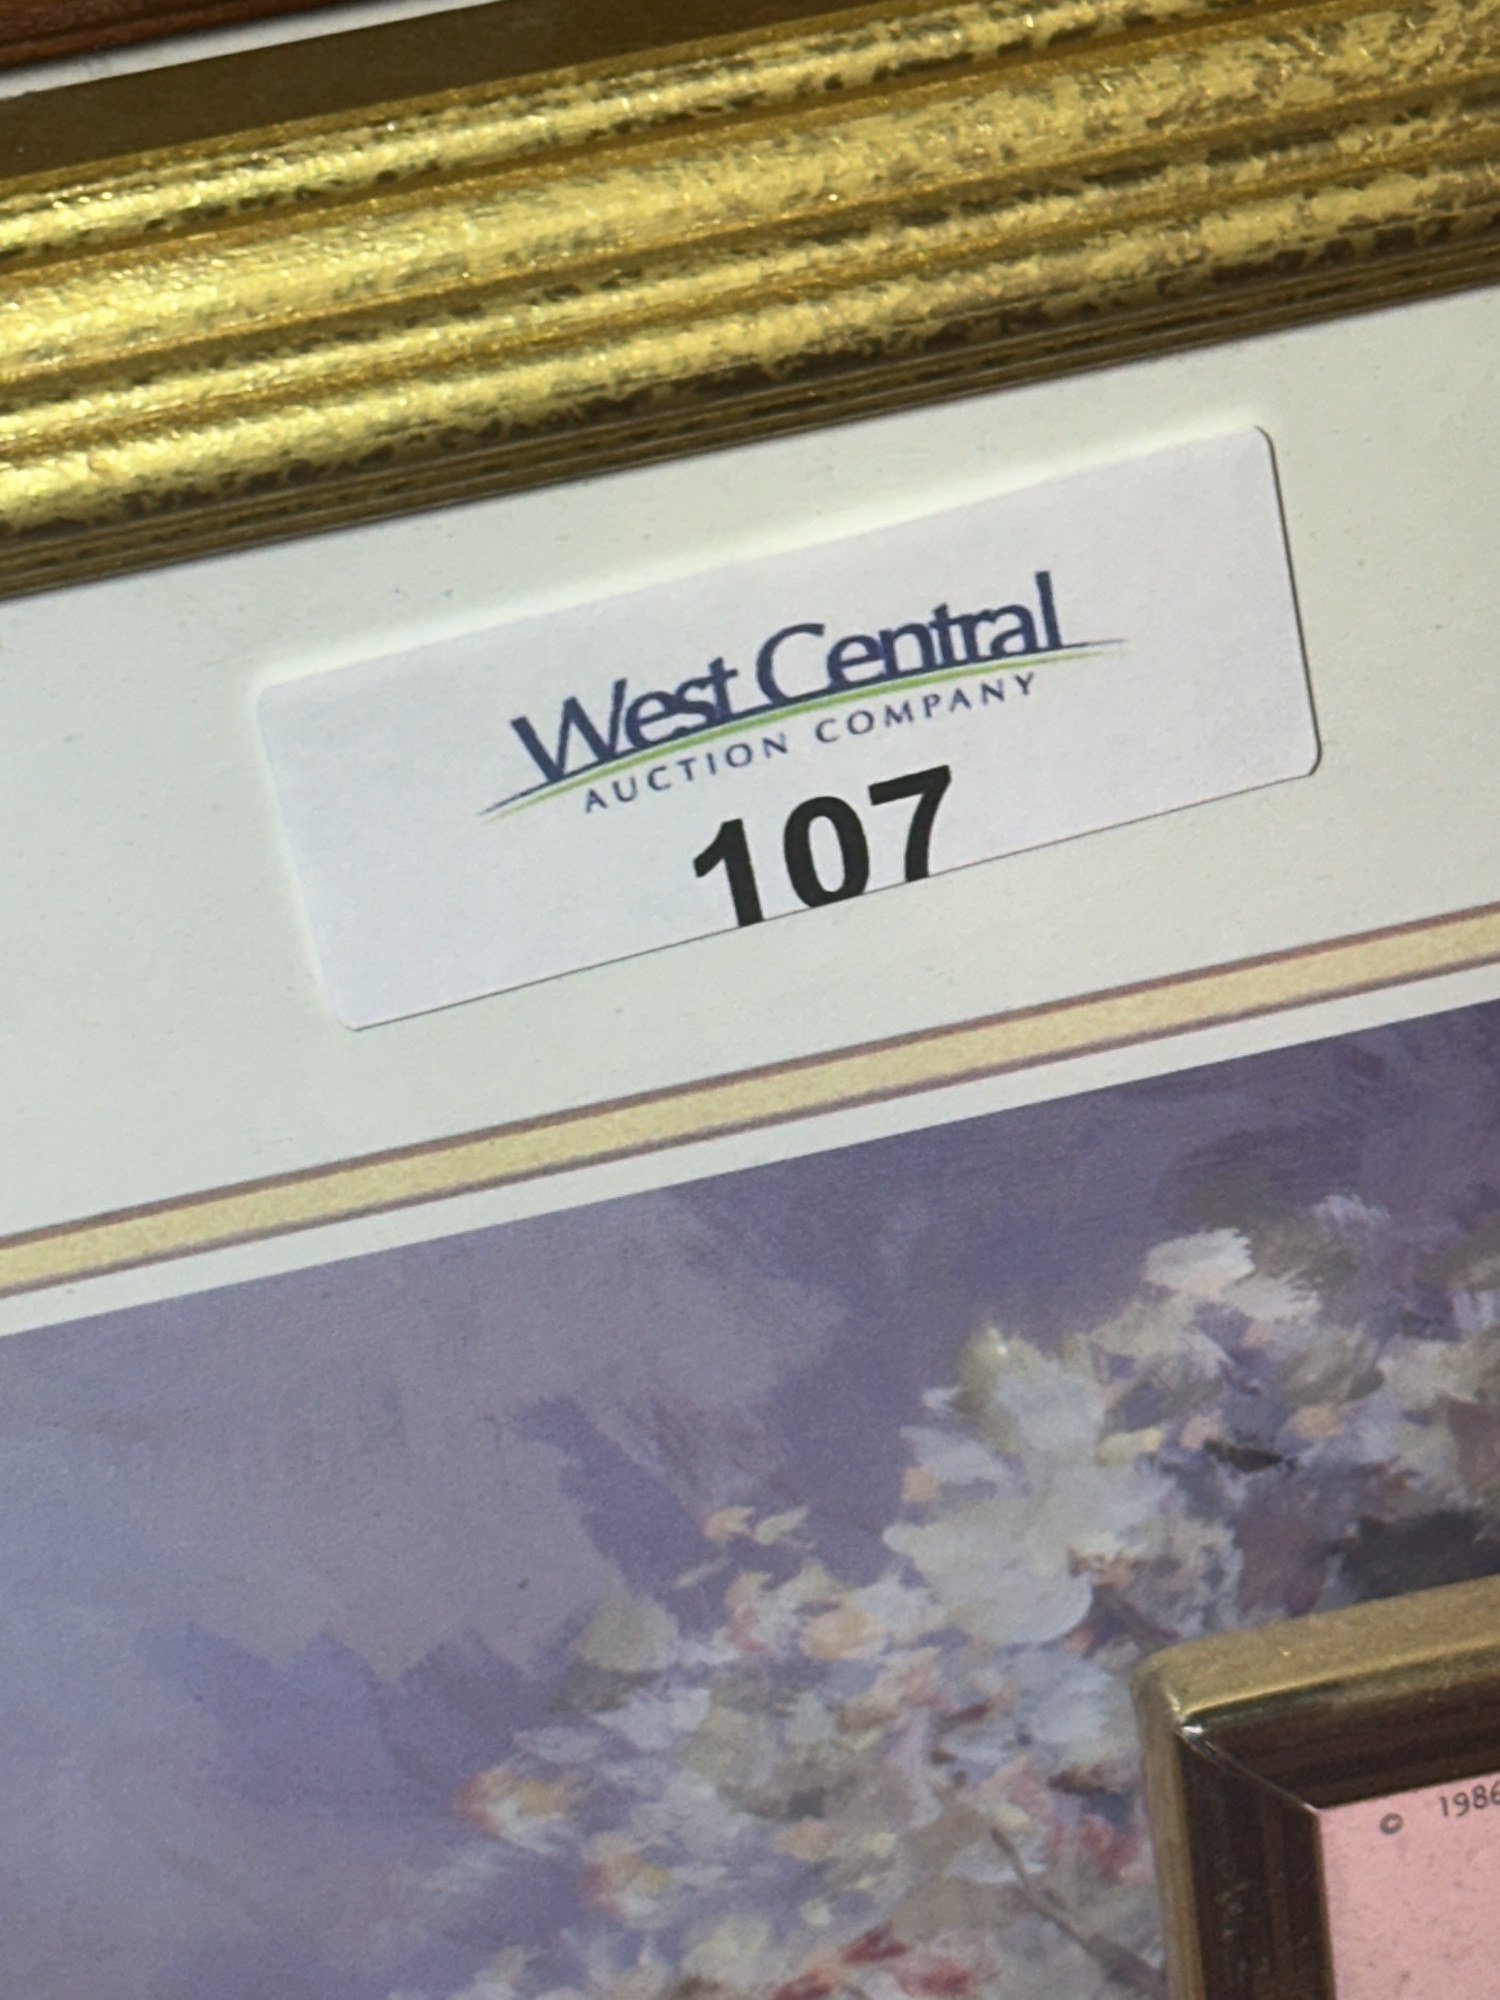 West Central
AUCTION COMPANY
107
© 1986